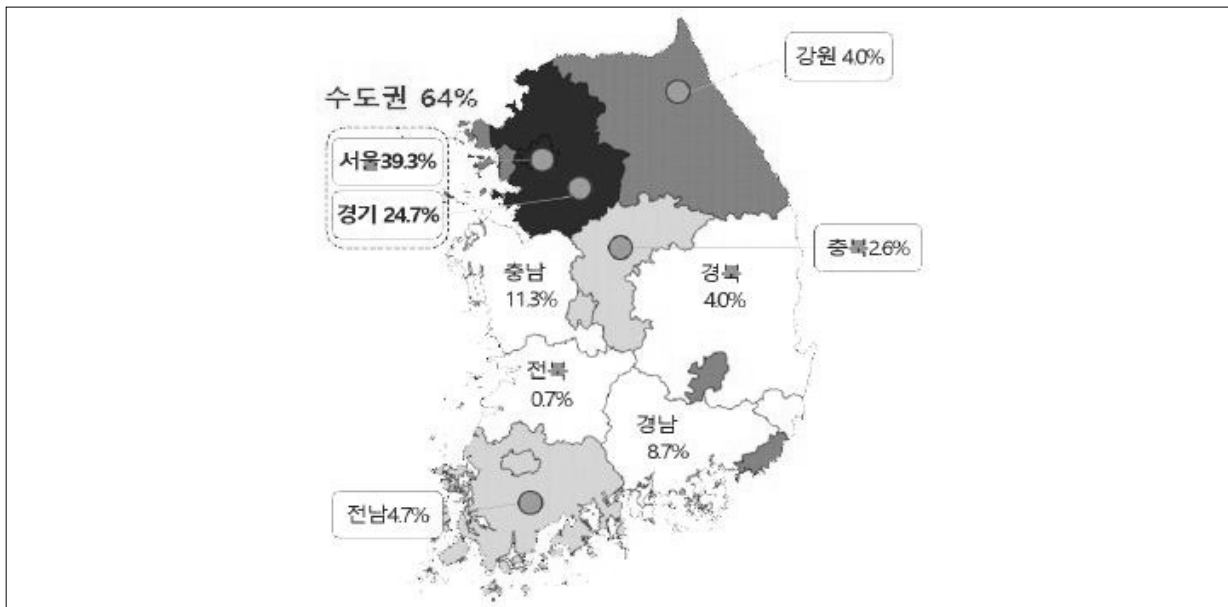 강원 4.0%
수도권 64%
서울39.3%
경기 24.7%
충북2.6%
충남
11.3%
경북
4.0%
전북
0.7%
경남
8.7%
전남4.7%